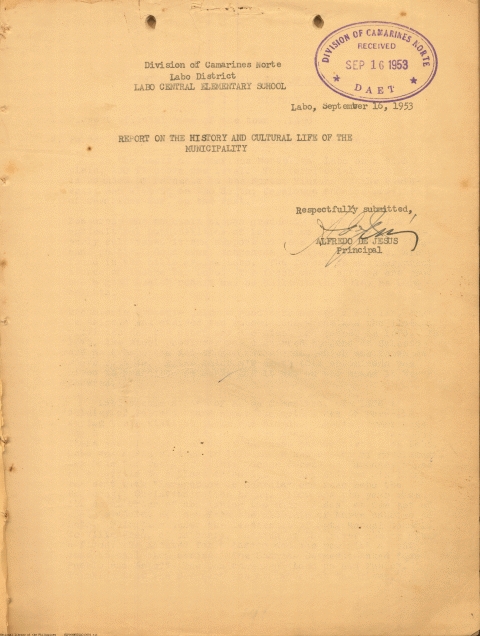 DIVISION OF CAMARINES NORTE
RECEIVED
SEP 16 1953
DAET
Division of Camarines Norte
Labo District
LABO CENTRAL ELEMENTARY SCHOOL
Labo, September 16, 1953
REPORT ON THE HISTORY AND CULTURAL LIFE OF THE
MUNICIPALITY
Respectfully submitted,
ALFREDO DE JESUS
Principal